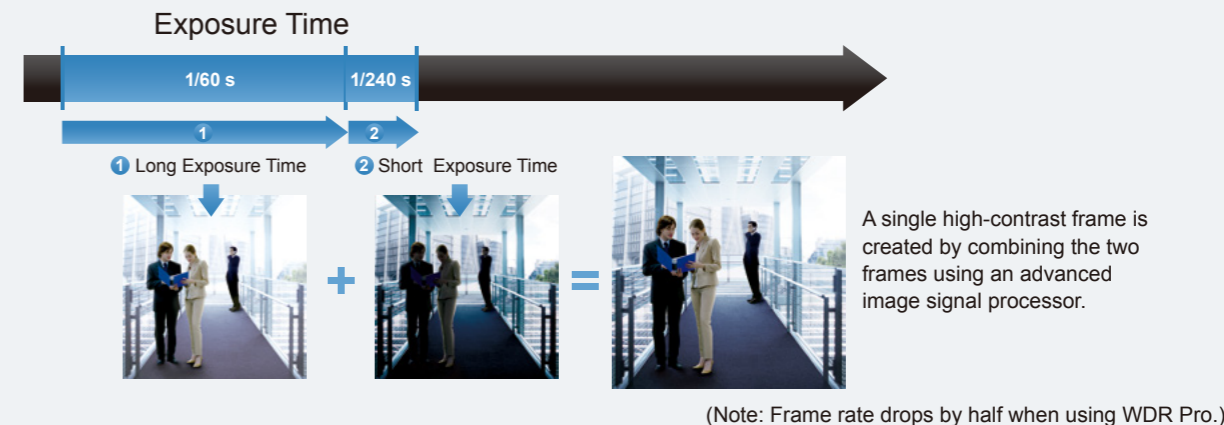 Exposure Time
1/60 s
1/240 s
1
2
1 Long Exposure Time
2 Short Exposure Time
A single high-contrast frame is
created by combining the two
frames using an advanced
image signal processor.
(Note: Frame rate drops by half when using WDR Pro.)